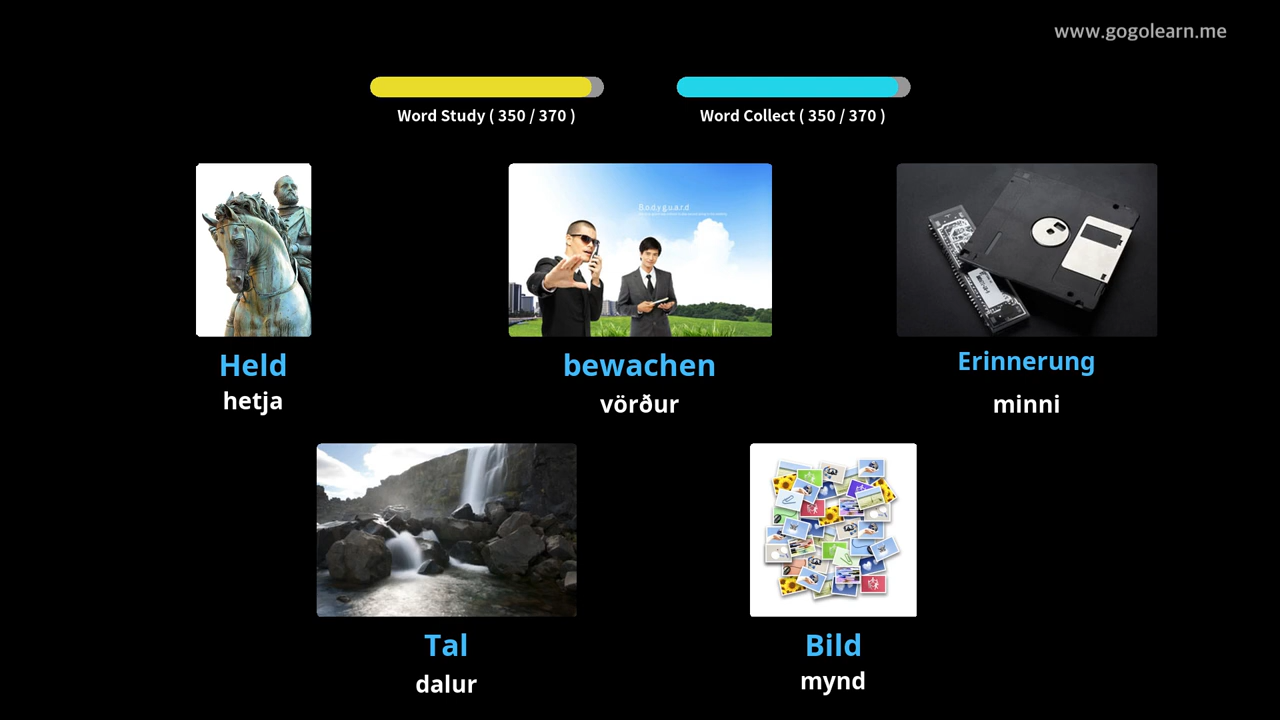 www.gogolearn.me
Word Study ( 350 / 370 )
Word Collect ( 350 / 370 )
Bodyguard
Held
hetja
bewachen
vörður
Erinnerung
minni
Tal
dalur
Bild
mynd